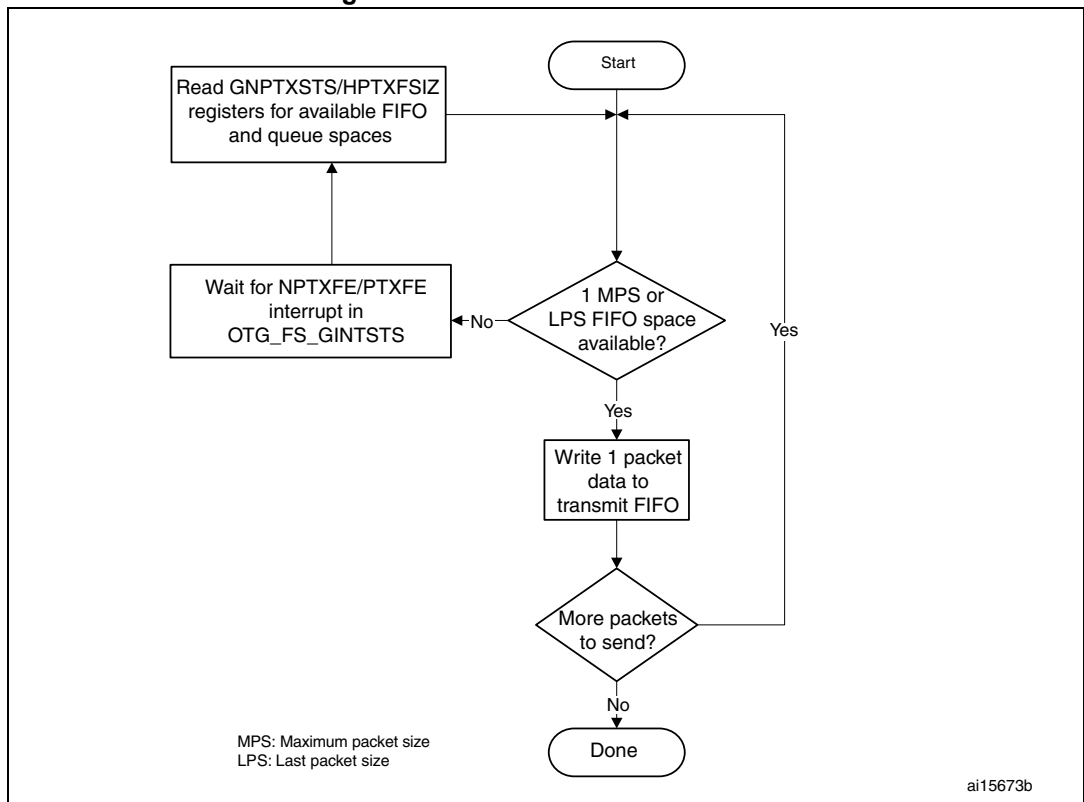 Start
Read GNPTXSTS/HPTXFSIZ
registers for available FIFO
and queue spaces
Wait for NPTXFE/PTXFE
interrupt in
OTG_FS_GINTSTS
No
1 MPS or
LPS FIFO space
available?
Yes
Yes
Write 1 packet
data to
transmit FIFO
More packets
to send?
No
Done
MPS: Maximum packet size
LPS: Last packet size
ai15673b